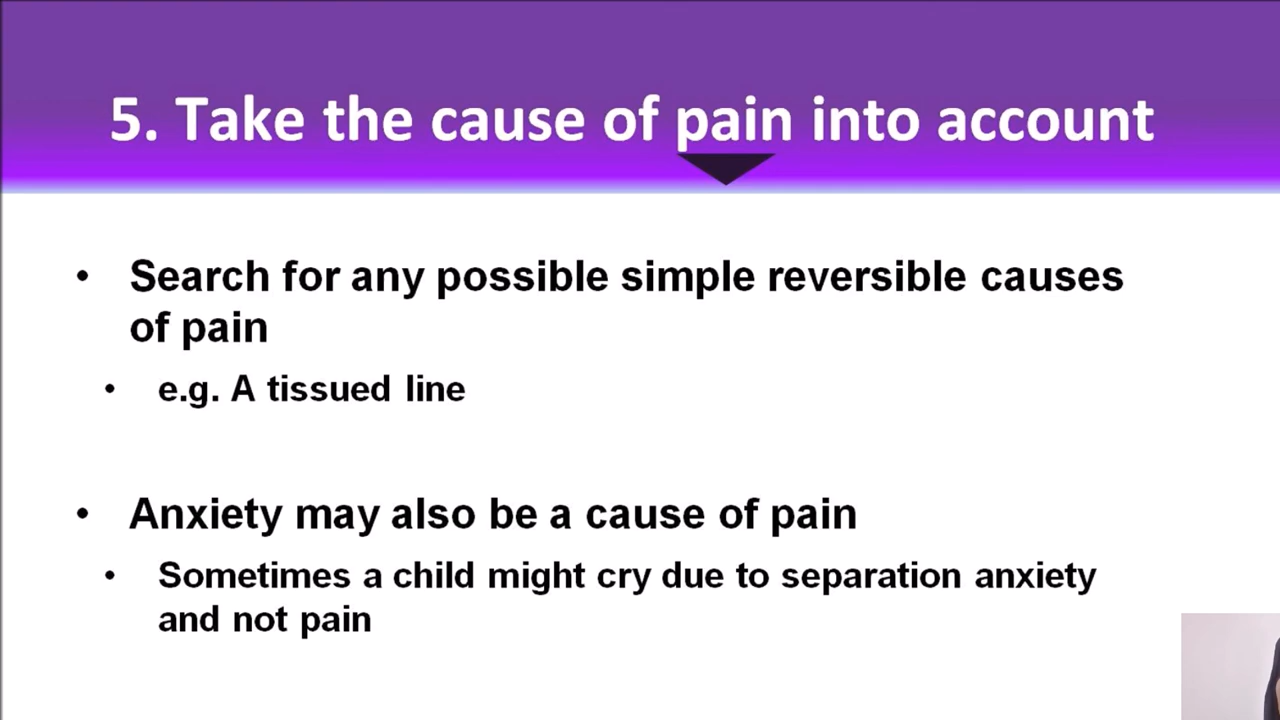 5. Take the cause of pain into account
• Search for any possible simple reversible causes
of pain
• e.g. A tissued line
• Anxiety may also be a cause of pain
• Sometimes a child might cry due to separation anxiety
and not pain